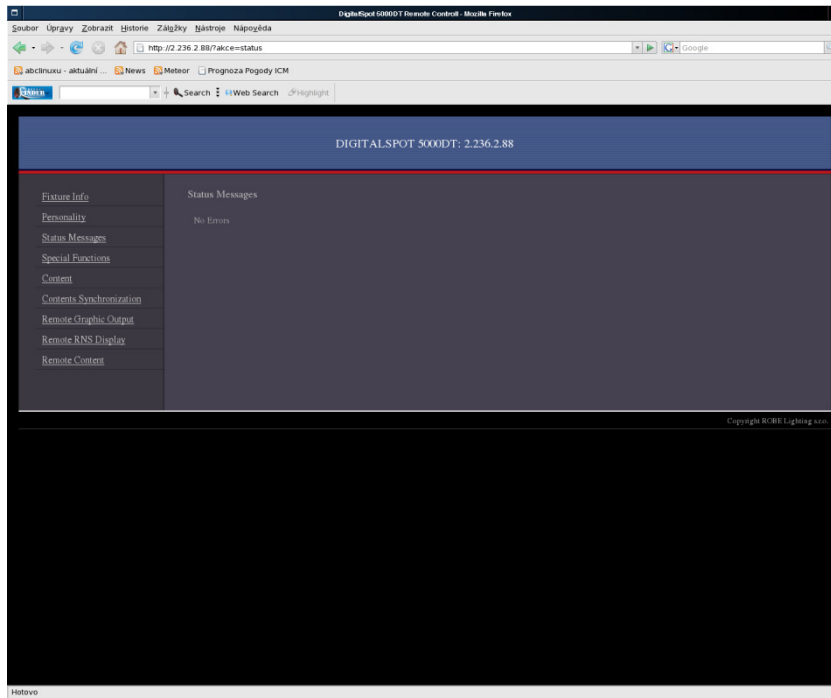 DigitalSpot 5000DT Remote Controll - Mozilla Firefox
Soubor Úpravy Zobrazit Historie Záložky Nástroje Nápověda
http://2.236.2.88/?akce=status
Google
abclinuxu - aktuální ... News Meteor Prognoza Pogody ICM
Search Web Search Highlight
DIGITALSPOT 5000DT: 2.236.2.88
Fixture Info
Personality
Status Messages
Special Functions
Content
Contents Synchronization
Remote Graphic Output
Remote RNS Display
Remote Content
Status Messages
No Errors
Copyright ROBE Lighting s.r.o.
Hotovo